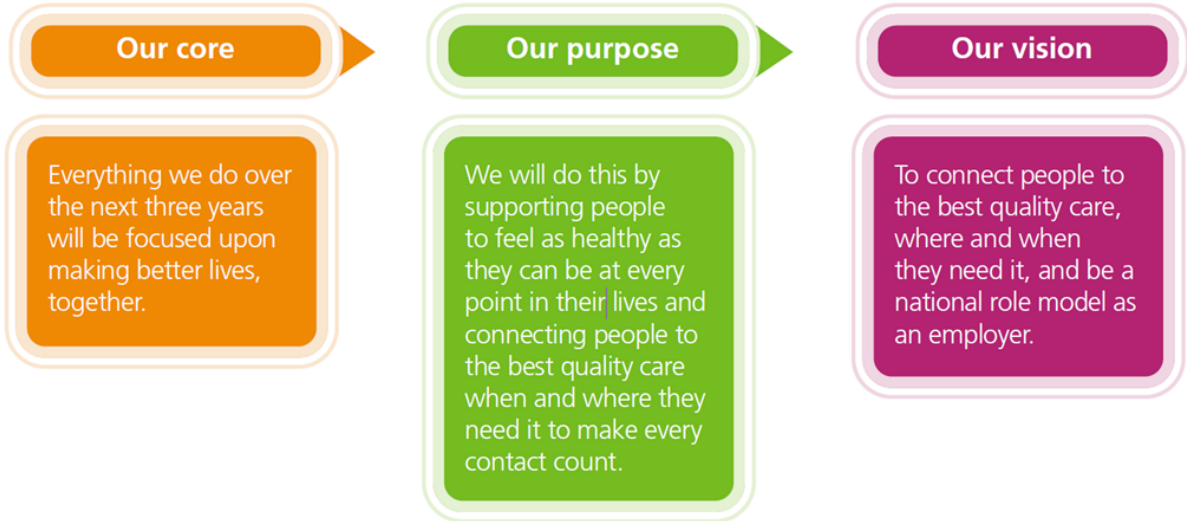 Our core
Everything we do over
the next three years
will be focused upon
making better lives,
together.
Our purpose
We will do this by
supporting people
to feel as healthy as
they can be at every
point in their lives and
connecting people to
the best quality care
when and where they
need it to make every
contact count.
Our vision
To connect people to
the best quality care,
where and when
they need it, and be a
national role model as
an employer.